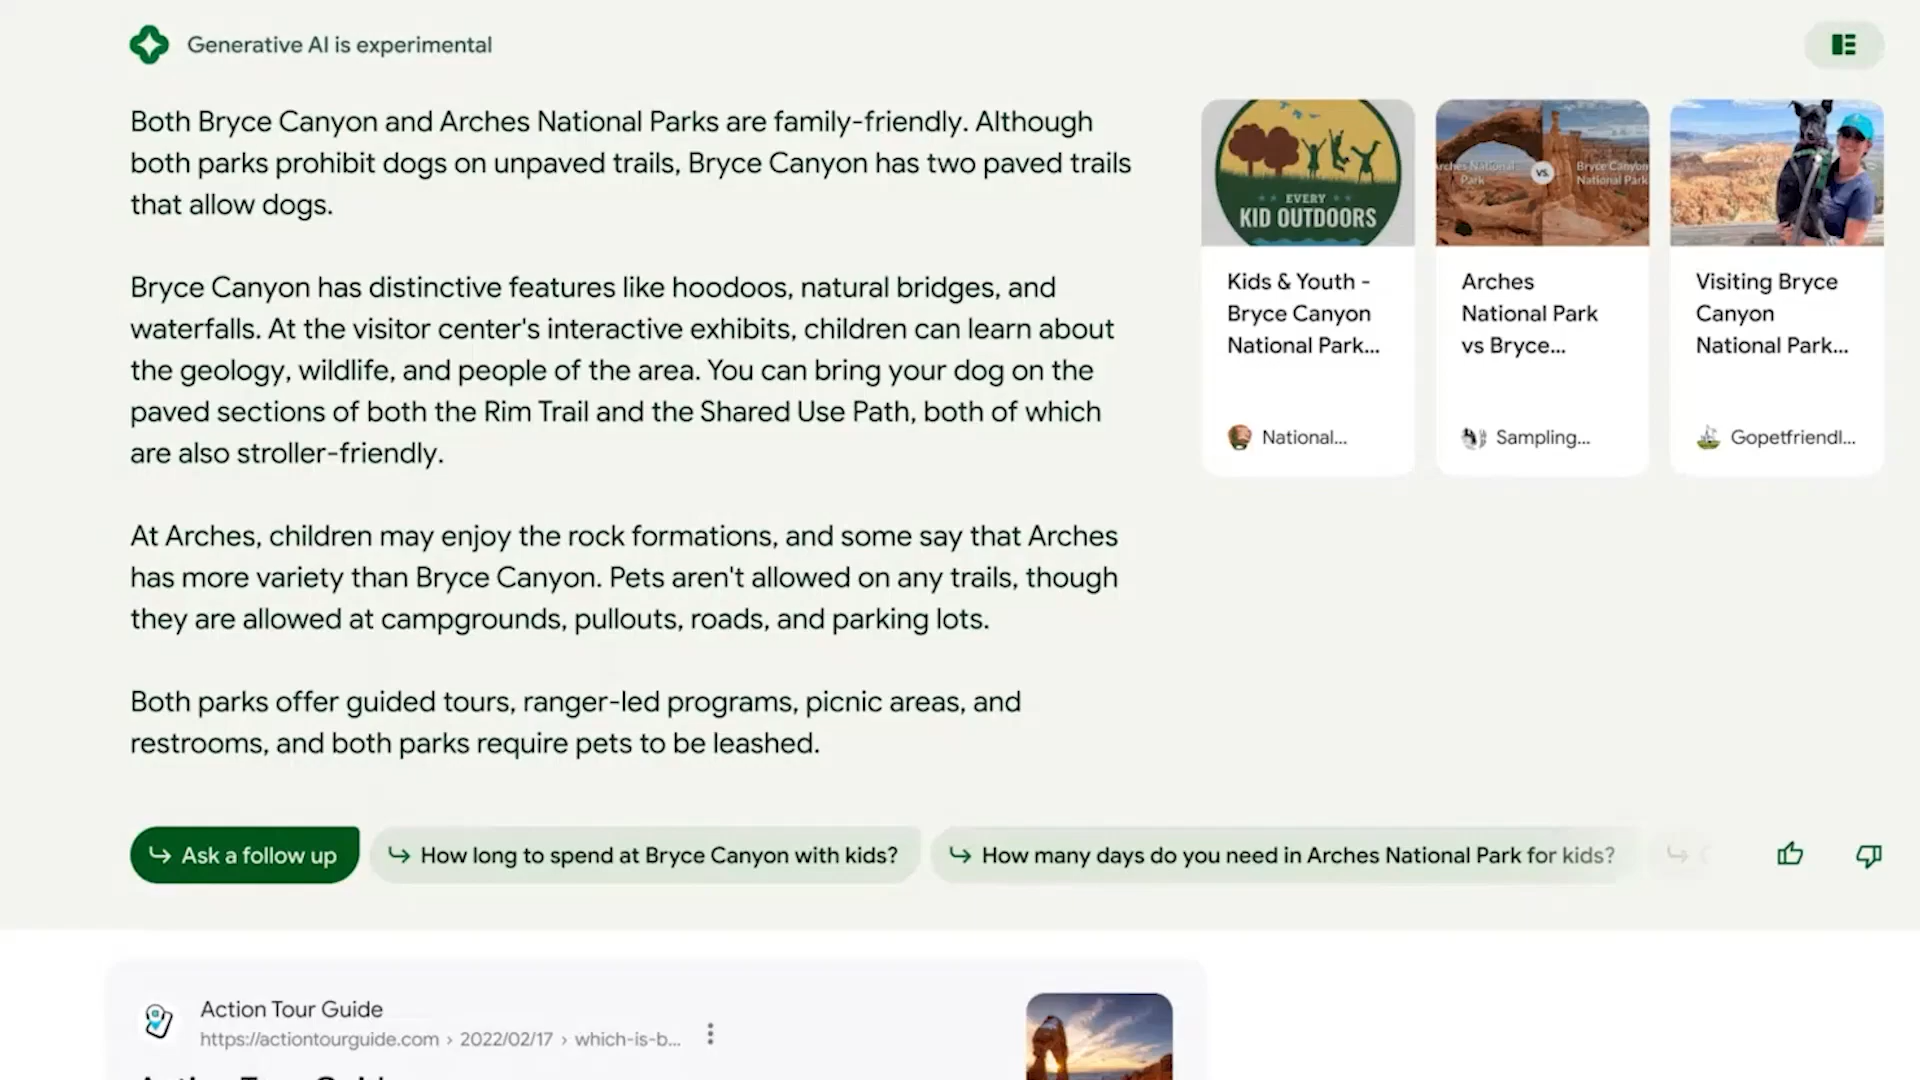 Generative AI is experimental
Both Bryce Canyon and Arches National Parks are family-friendly. Although
both parks prohibit dogs on unpaved trails, Bryce Canyon has two paved trails
that allow dogs.
Bryce Canyon has distinctive features like hoodoos, natural bridges, and
waterfalls. At the visitor center's interactive exhibits, children can learn about
the geology, wildlife, and people of the area. You can bring your dog on the
paved sections of both the Rim Trail and the Shared Use Path, both of which
are also stroller-friendly.
At Arches, children may enjoy the rock formations, and some say that Arches
has more variety than Bryce Canyon. Pets aren't allowed on any trails, though
they are allowed at campgrounds, pullouts, roads, and parking lots.
Both parks offer guided tours, ranger-led programs, picnic areas, and
restrooms, and both parks require pets to be leashed.
EVERY
KID OUTDOORS
Kids & Youth -
Bryce Canyon
National Park...
National...
rches National
Park
vs.
Bryce Canyon
National Park
Arches
National Park
vs Bryce...
Sampling...
Visiting Bryce
Canyon
National Park...
Gopetfriendl...
Ask a follow up
How long to spend at Bryce Canyon with kids?
How many days do you need in Arches National Park for kids?
Action Tour Guide
https://actiontourguide.com › 2022/02/17 › which-is-b...